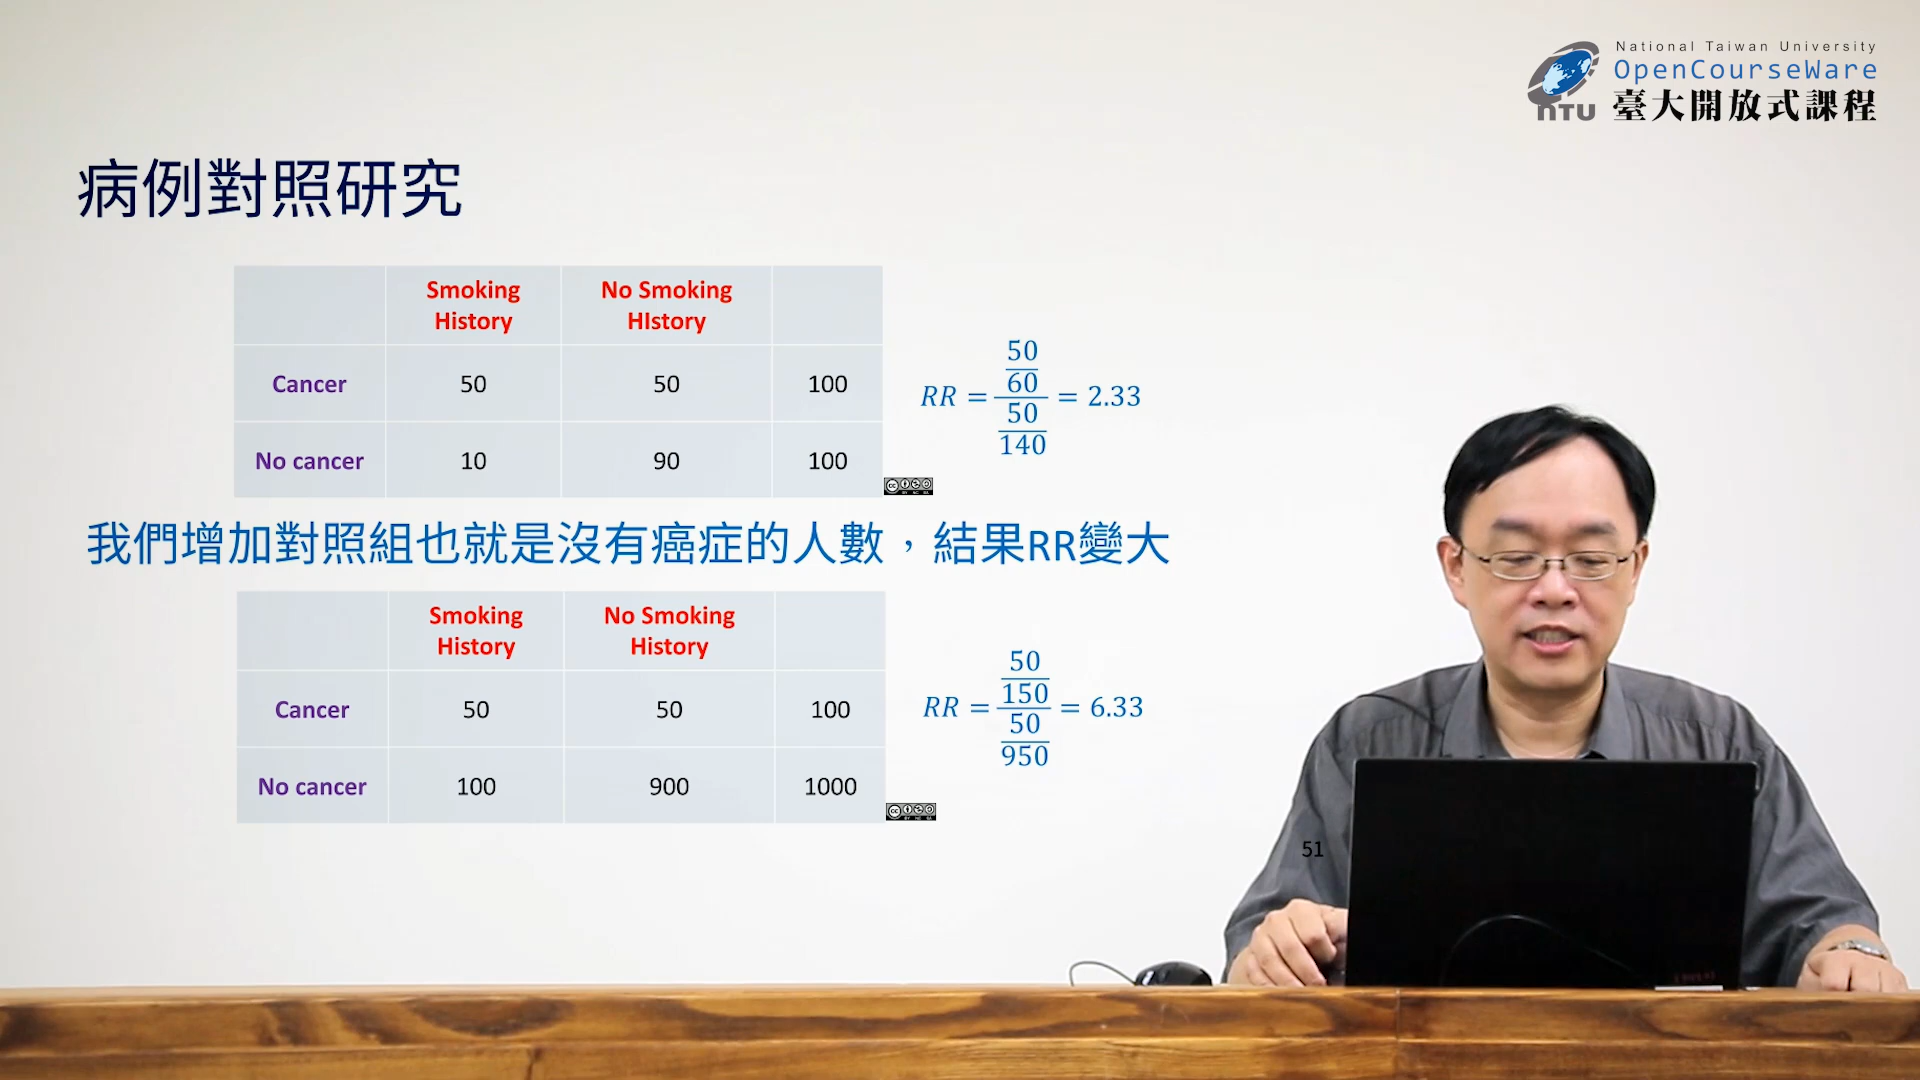 National Taiwan University
OpenCourseWare
臺大開放式課程
NTU
病例對照研究
Smoking History
No Smoking HIstory
Cancer 50 50 100
No cancer 10 90 100
RR = 50/60 / 50/140 = 2.33
我們增加對照組也就是沒有癌症的人數，結果RR變大
Smoking History
No Smoking History
Cancer 50 50 100
No cancer 100 900 1000
RR = 50/150 / 50/950 = 6.33
51